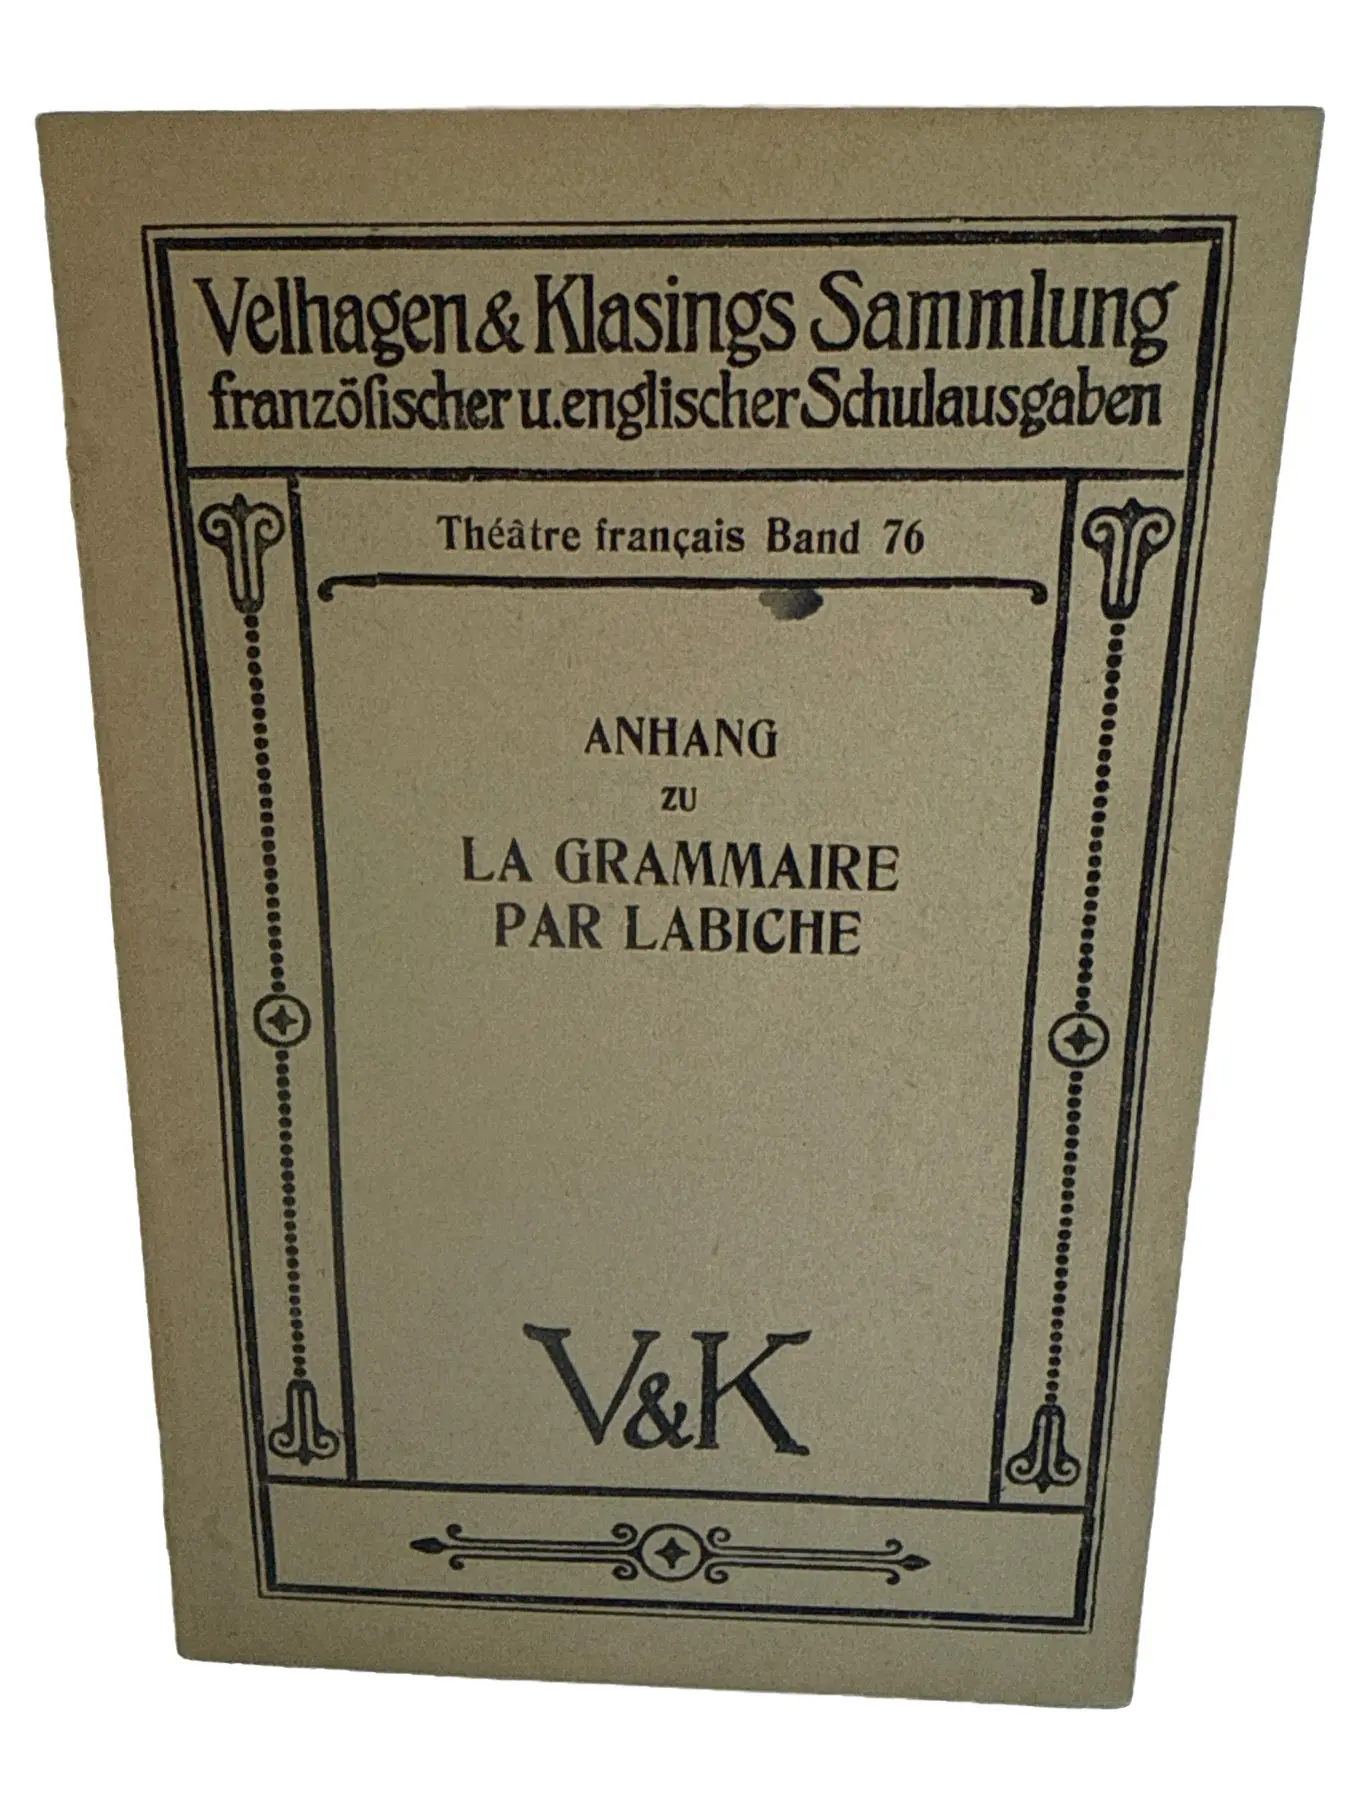 Velhagen & Klasings Sammlung
französischer u. englischer Schulausgaben
Théâtre français Band 76
ANHANG
ZU
LA GRAMMAIRE
PAR LABICHE
V&K